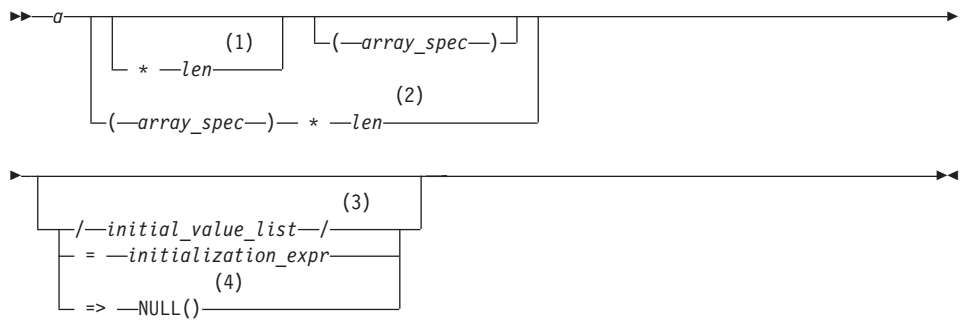 a
(1)
( array_spec )
* len
(2)
( array_spec ) * len
(3)
/ initial_value_list /
= initialization_expr
(4)
=> NULL()